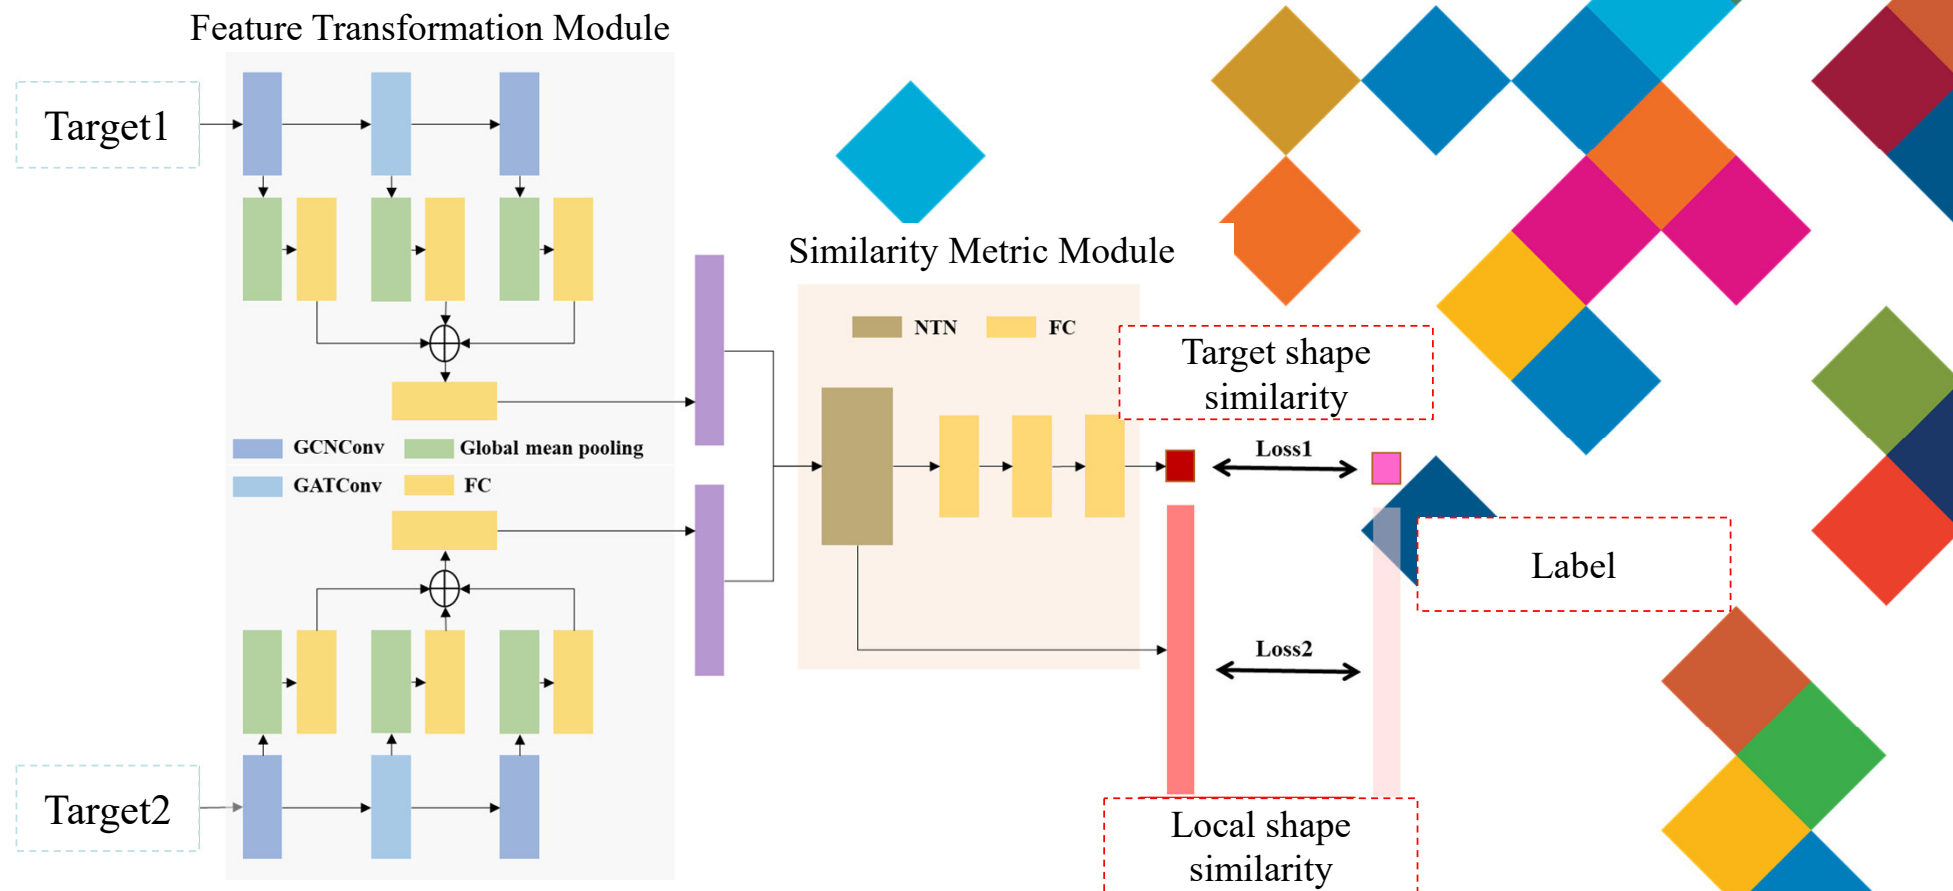 Feature Transformation Module
Target1
Similarity Metric Module
NTN
FC
Target shape
similarity
GCNConv
Global mean pooling
GATConv
FC
Loss1
Label
Loss2
Target2
Local shape
similarity